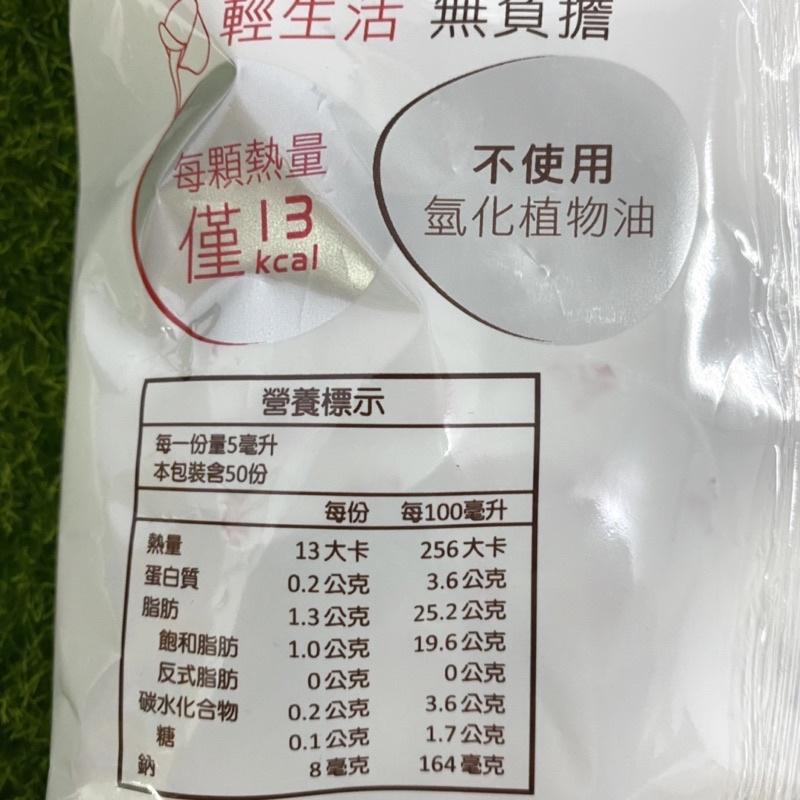 輕生活 無負擔
每顆熱量
僅13
kcal
不使用
氫化植物油
營養標示
每一份量5毫升
本包裝含50份
每份 每100毫升
熱量 13大卡 256大卡
蛋白質 0.2公克 3.6公克
脂肪 1.3公克 25.2公克
飽和脂肪 1.0公克 19.6公克
反式脂肪 0公克 0公克
碳水化合物 0.2公克 3.6公克
糖 0.1公克 1.7公克
鈉 8毫克 164毫克